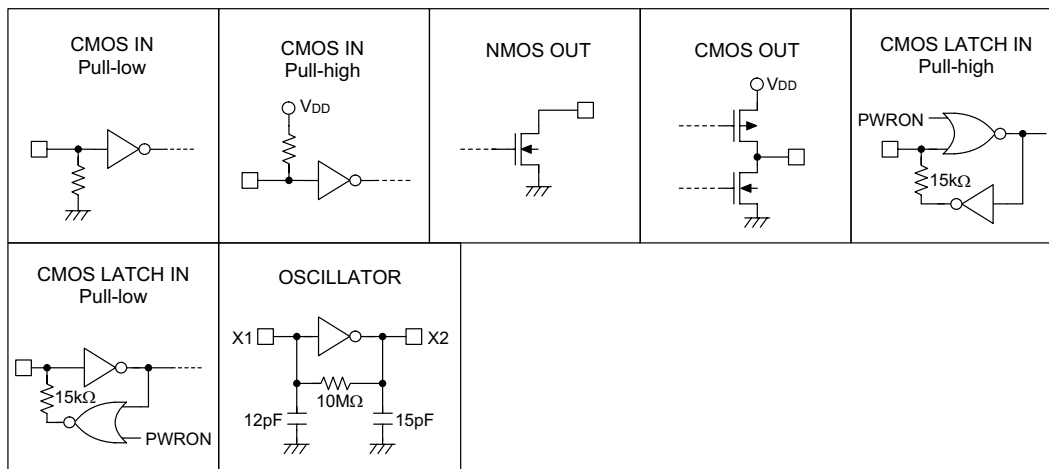 CMOS IN
Pull-low
CMOS IN
Pull-high
VDD
NMOS OUT
CMOS OUT
VDD
CMOS LATCH IN
Pull-high
PWRON
15kΩ
CMOS LATCH IN
Pull-low
15kΩ
PWRON
OSCILLATOR
X1
X2
10MΩ
12pF
15pF